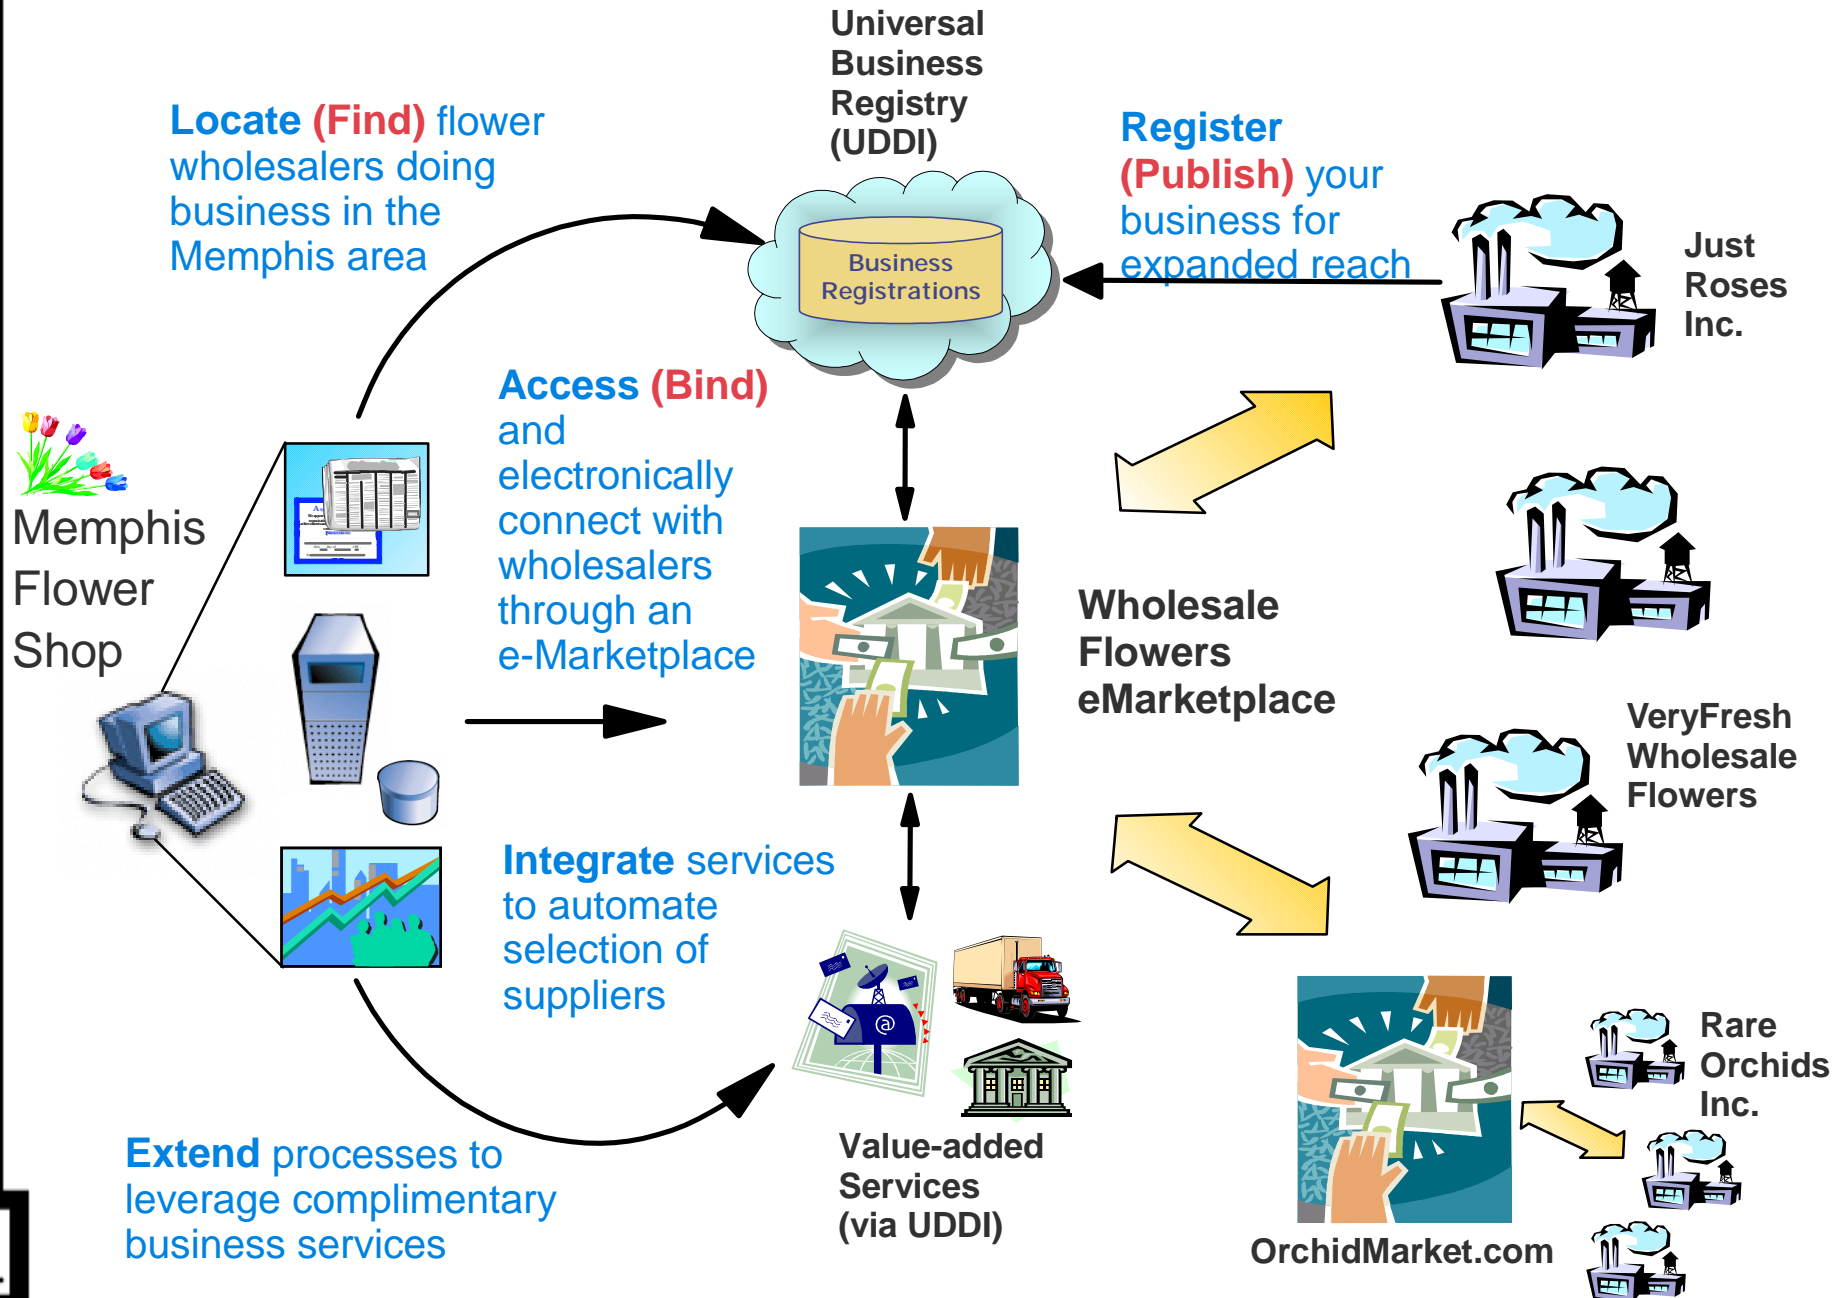 Universal
Business
Registry
(UDDI)
Locate (Find) flower
wholesalers doing
business in the
Memphis area
Register
(Publish) your
business for
expanded reach
Business
Registrations
Just
Roses
Inc.
Access (Bind)
and
electronically
connect with
wholesalers
through an
e-Marketplace
Memphis
Flower
Shop
Wholesale
Flowers
eMarketplace
VeryFresh
Wholesale
Flowers
Integrate services
to automate
selection of
suppliers
@
Rare
Orchids
Inc.
Extend processes to
leverage complimentary
business services
Value-added
Services
(via UDDI)
OrchidMarket.com